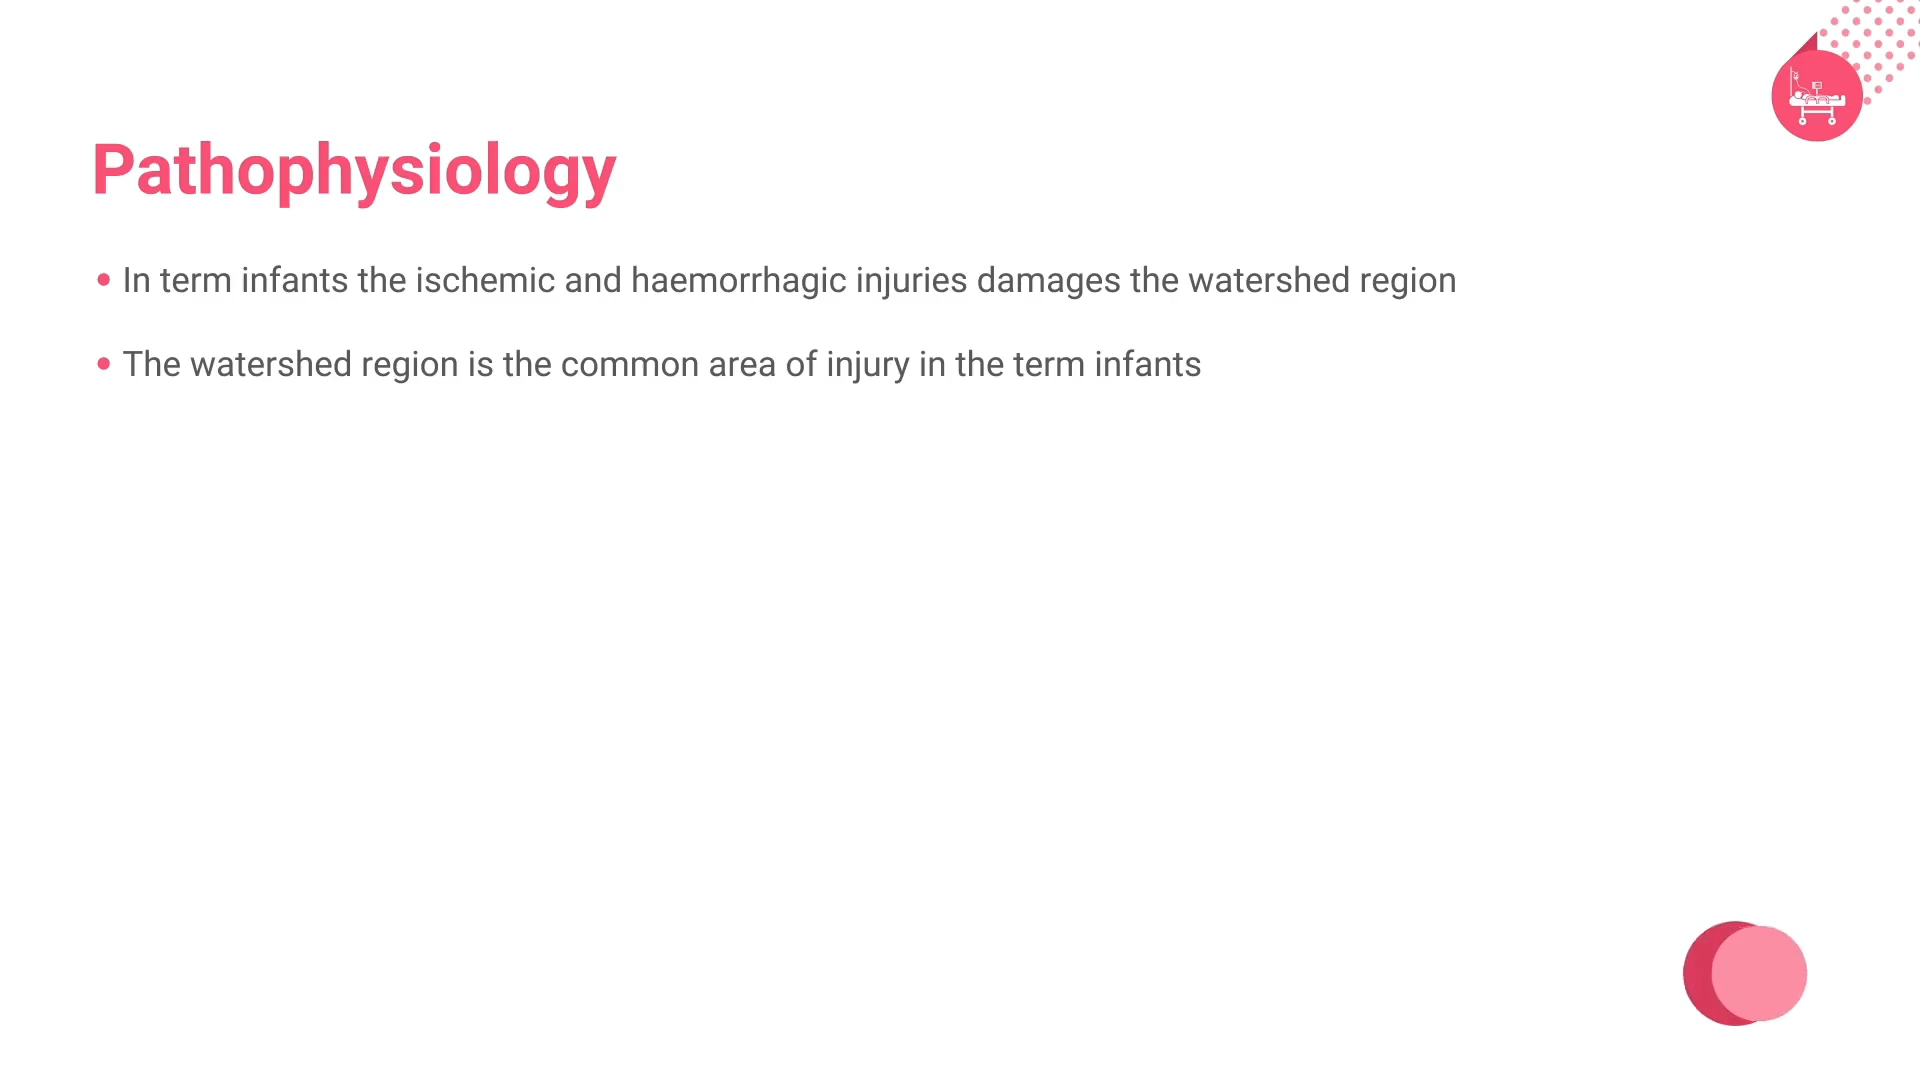 Pathophysiology
• In term infants the ischemic and haemorrhagic injuries damages the watershed region
• The watershed region is the common area of injury in the term infants